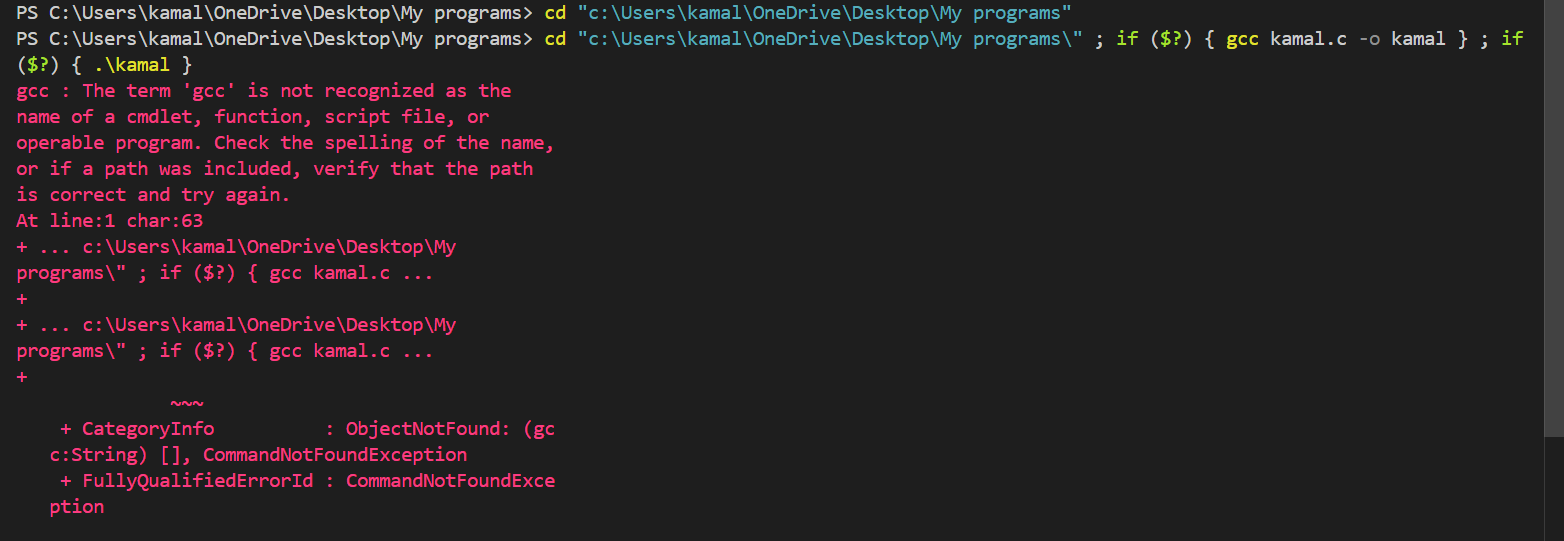 PS C:\Users\kamal\OneDrive\Desktop\My programs> cd "c:\Users\kamal\OneDrive\Desktop\My programs"
PS C:\Users\kamal\OneDrive\Desktop\My programs> cd "c:\Users\kamal\OneDrive\Desktop\My programs\" ; if ($?) { gcc kamal.c -o kamal } ; if
($?) { .\kamal }
gcc : The term 'gcc' is not recognized as the
name of a cmdlet, function, script file, or
operable program. Check the spelling of the name,
or if a path was included, verify that the path
is correct and try again.
At line:1 char:63
+ ... c:\Users\kamal\OneDrive\Desktop\My
programs\" ; if ($?) { gcc kamal.c ...
+
+ ... c:\Users\kamal\OneDrive\Desktop\My
programs\" ; if ($?) { gcc kamal.c ...
+
              ~~~
    + CategoryInfo          : ObjectNotFound: (gc
   c:String) [], CommandNotFoundException
    + FullyQualifiedErrorId : CommandNotFoundExce
   ption